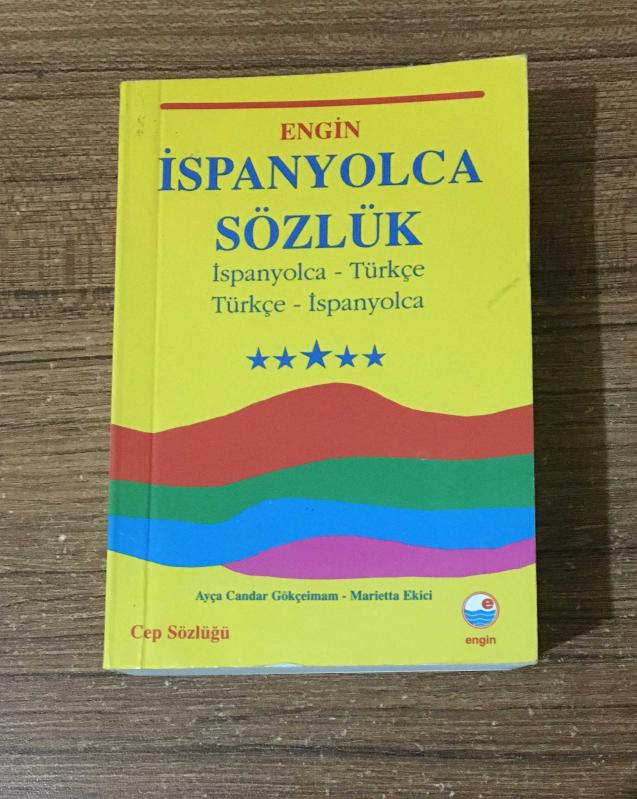 ENGİN
İSPANYOLCA
SÖZLÜK
İspanyolca - Türkçe
Türkçe - İspanyolca
Ayça Candar Gökçeimam - Marietta Ekici
Cep Sözlüğü
e
engin